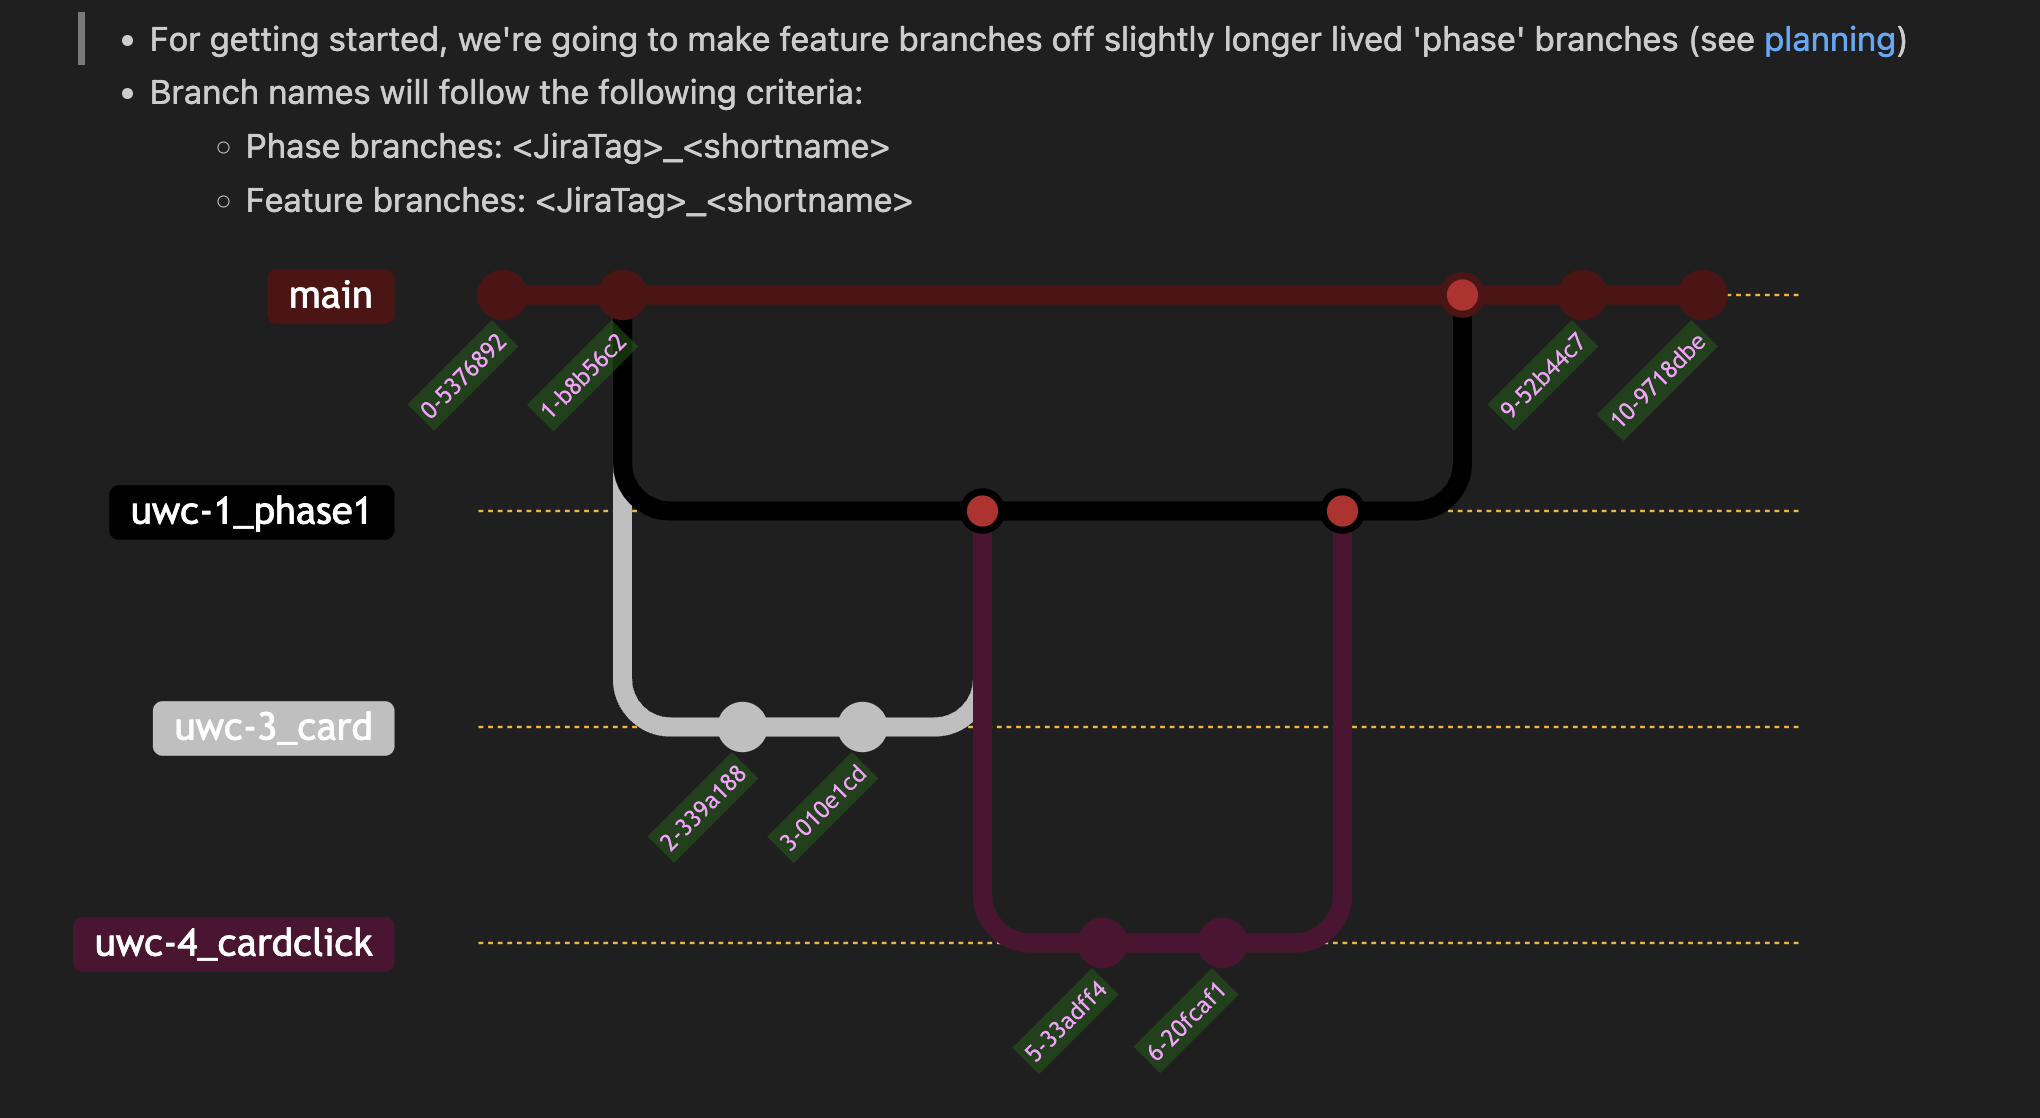 For getting started, we're going to make feature branches off slightly longer lived 'phase' branches (see planning)
Branch names will follow the following criteria:
Phase branches: <JiraTag>_<shortname>
Feature branches: <JiraTag>_<shortname>
main
0-5376892
1-b8b56c2
9-52b44c7
10-9718dbe
uwc-1_phase1
uwc-3_card
2-339a188
3-010e1cd
uwc-4_cardclick
5-33adff4
6-20fcaf1